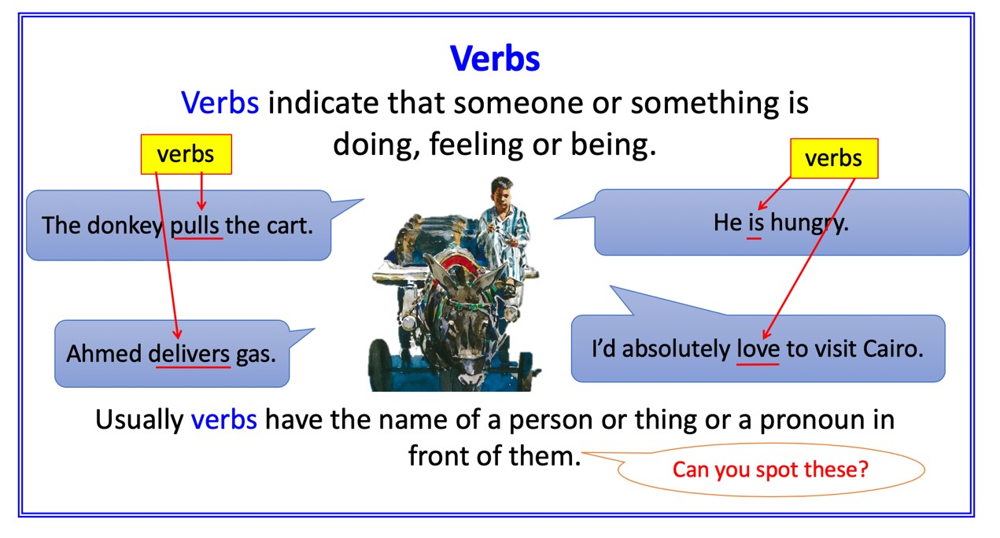 Verbs
Verbs indicate that someone or something is
doing, feeling or being.
verbs
verbs
The donkey pulls the cart.
He is hungry.
Ahmed delivers gas.
I’d absolutely love to visit Cairo.
Usually verbs have the name of a person or thing or a pronoun in
front of them.
Can you spot these?